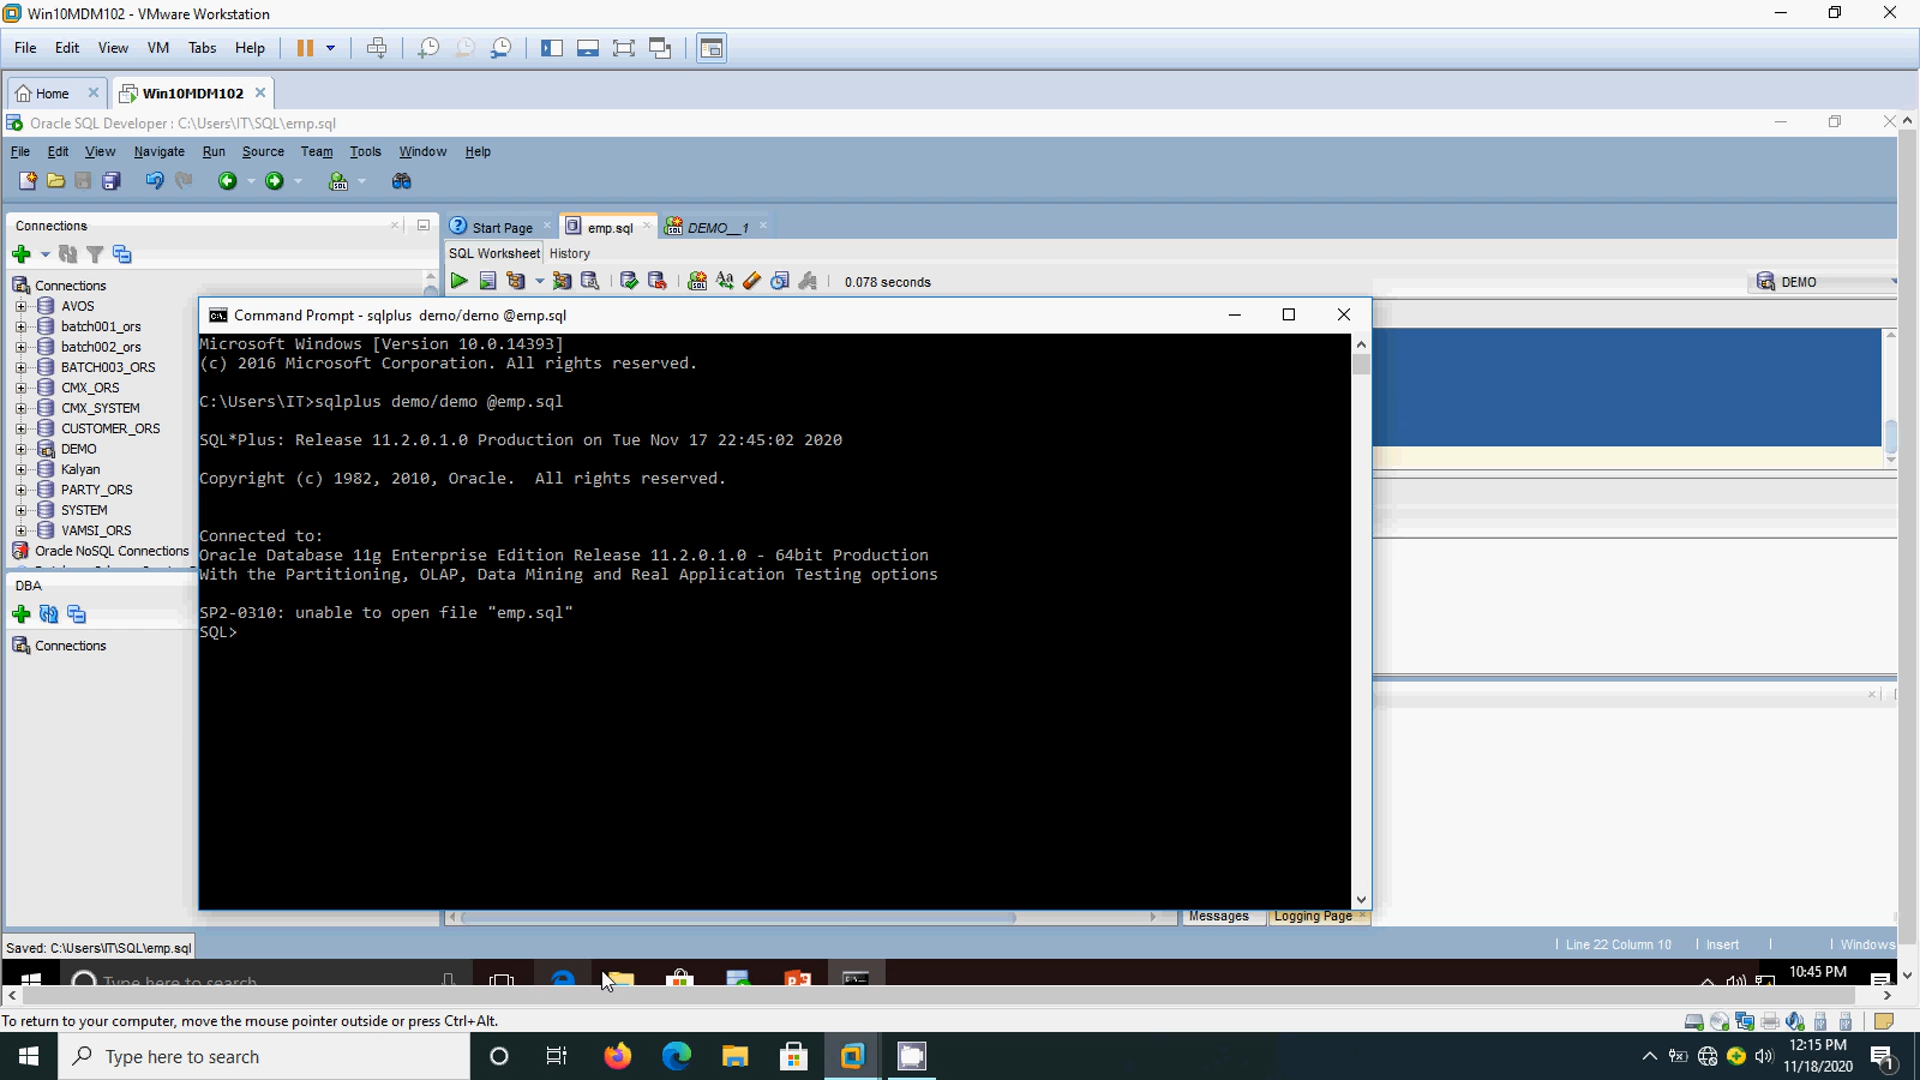 Win10MDM102 - VMware Workstation
File Edit View VM Tabs Help
Home Win10MDM102
Oracle SQL Developer : C:\Users\IT\SQL\emp.sql
File Edit View Navigate Run Source Team Tools Window Help
Connections
Start Page emp.sql DEMO__1
SQL Worksheet History
0.078 seconds
DEMO
Connections
AVOS
batch001_ors
batch002_ors
BATCH003_ORS
CMX_ORS
CMX_SYSTEM
CUSTOMER_ORS
DEMO
Kalyan
PARTY_ORS
SYSTEM
VAMSI_ORS
Oracle NoSQL Connections
DBA
Connections
Command Prompt - sqlplus demo/demo @emp.sql
Microsoft Windows [Version 10.0.14393]
(c) 2016 Microsoft Corporation. All rights reserved.
C:\Users\IT>sqlplus demo/demo @emp.sql
SQL*Plus: Release 11.2.0.1.0 Production on Tue Nov 17 22:45:02 2020
Copyright (c) 1982, 2010, Oracle.  All rights reserved.
Connected to:
Oracle Database 11g Enterprise Edition Release 11.2.0.1.0 - 64bit Production
With the Partitioning, OLAP, Data Mining and Real Application Testing options
SP2-0310: unable to open file "emp.sql"
SQL>
Messages Logging Page
Saved: C:\Users\IT\SQL\emp.sql
Line 22 Column 10 Insert Windows
Type here to search
10:45 PM
To return to your computer, move the mouse pointer outside or press Ctrl+Alt.
Type here to search
12:15 PM
11/18/2020
1